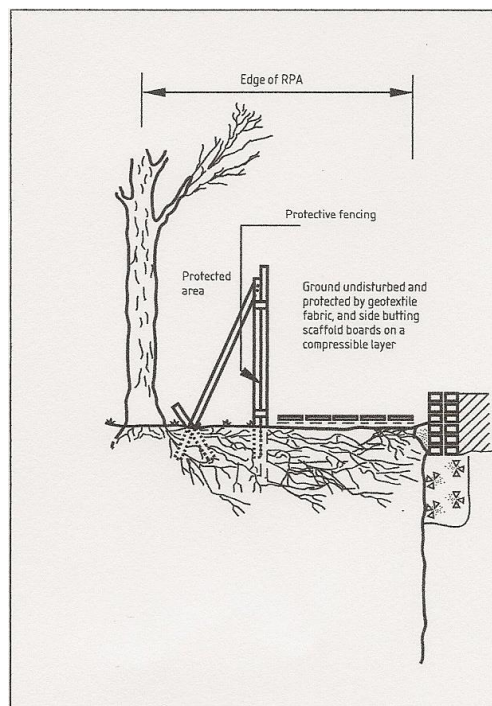 Edge of RPA
Protective fencing
Protected
area
Ground undisturbed and
protected by geotextile
fabric, and side butting
scaffold boards on a
compressible layer